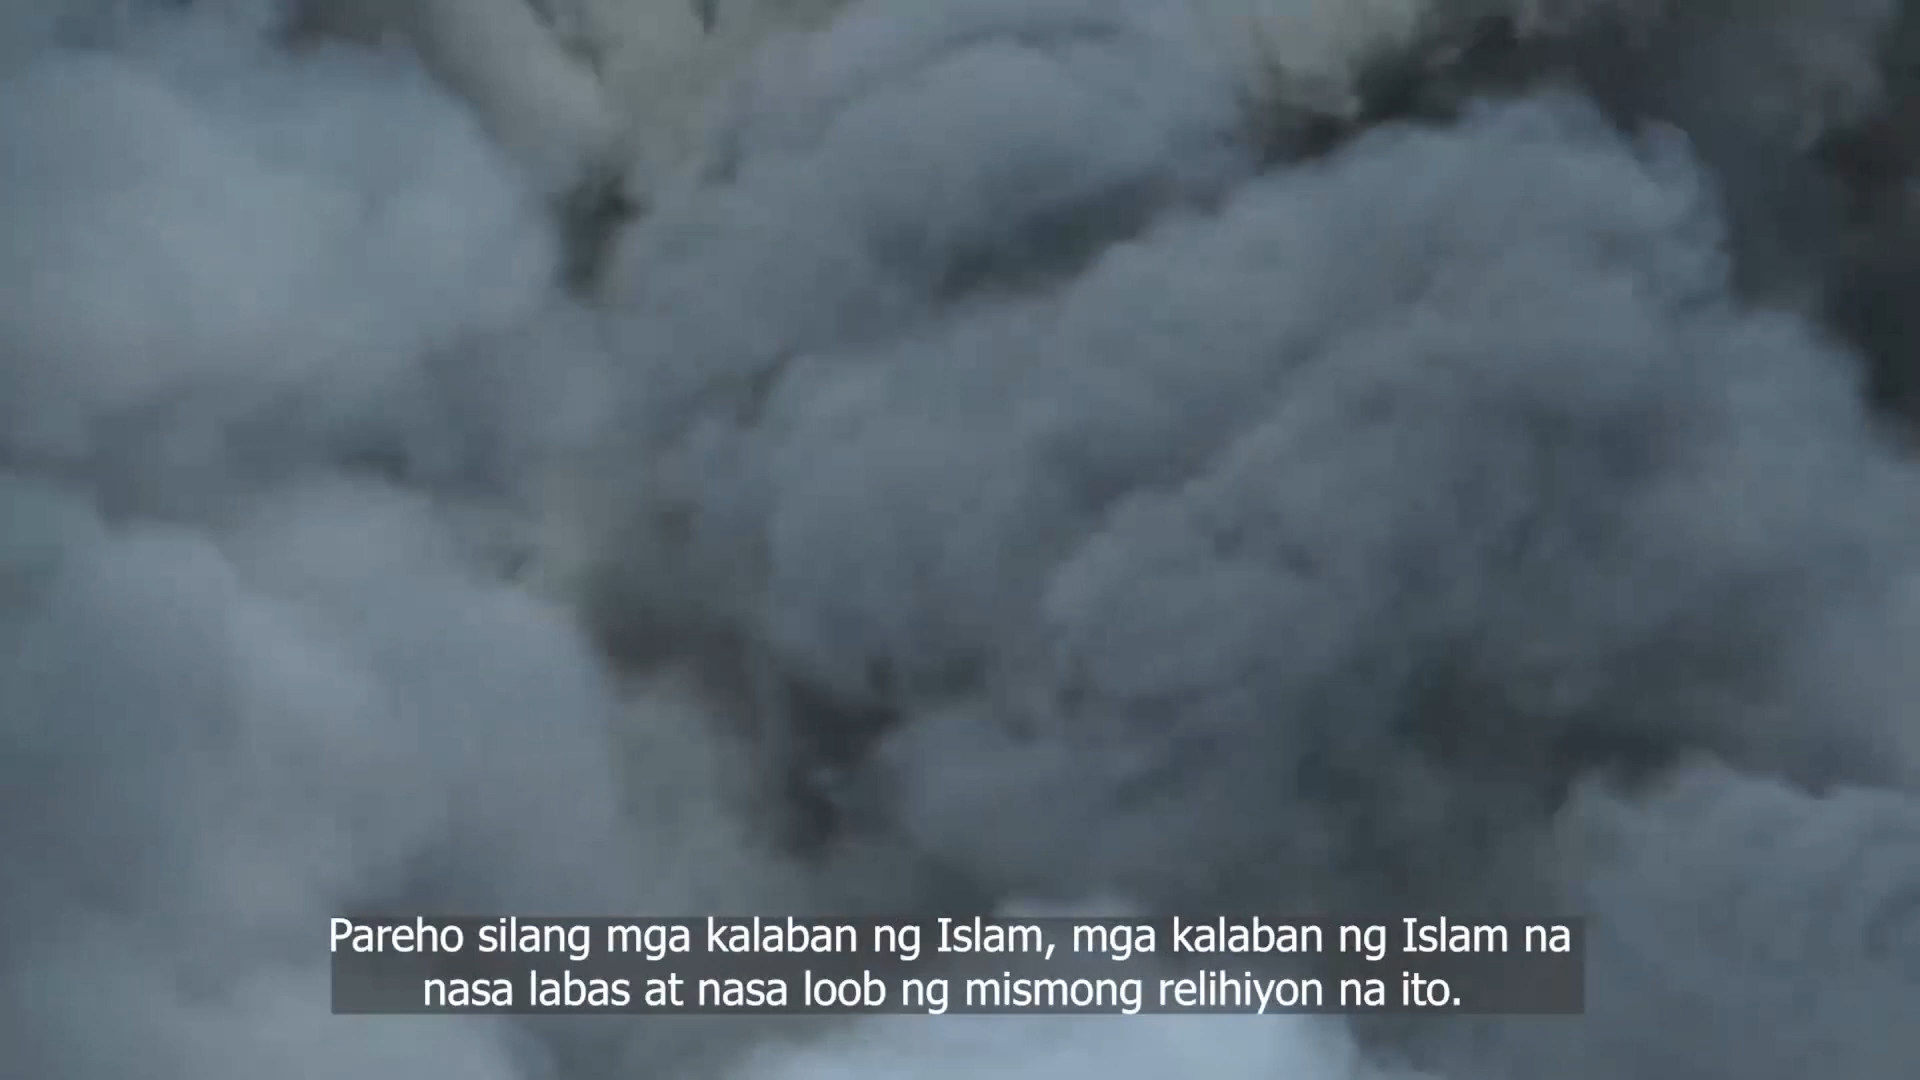 Pareho silang mga kalaban ng Islam, mga kalaban ng Islam na
nasa labas at nasa loob ng mismong relihiyon na ito.